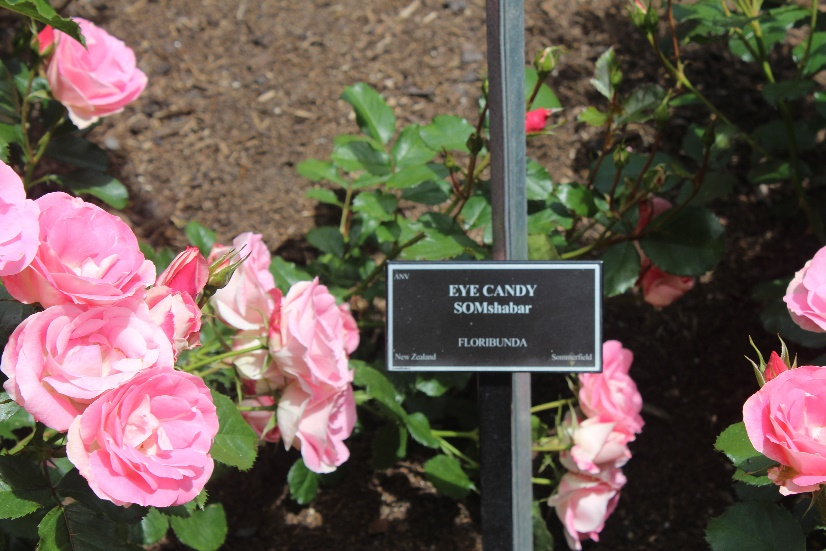 ANV
EYE CANDY
SOMshabar
FLORIBUNDA
New Zealand Sommerfield